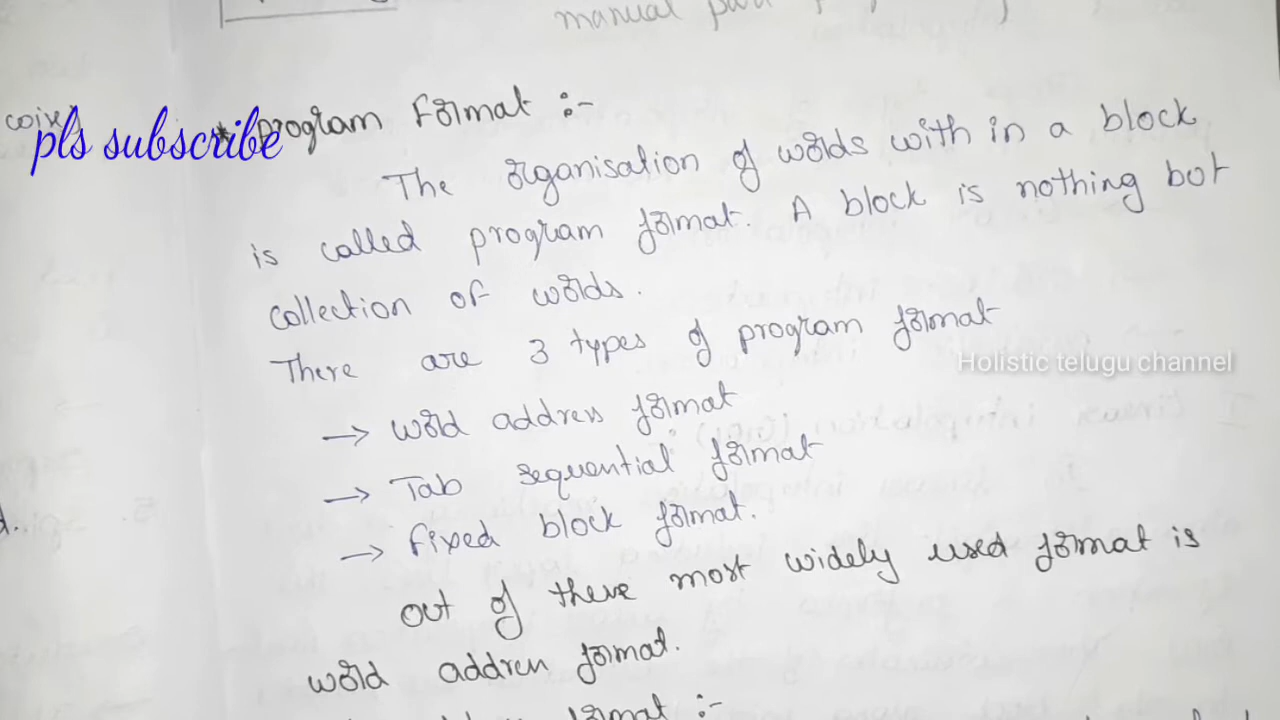 manual
* program Format :-
pls subscribe
The organisation of words with in a block
is called program format. A block is nothing but
collection of words.
There are 3 types of program format
Holistic telugu channel
→ word address format
→ Tab sequential format
→ Fixed block format.
out of these most widely used format is
word address format.
format :-